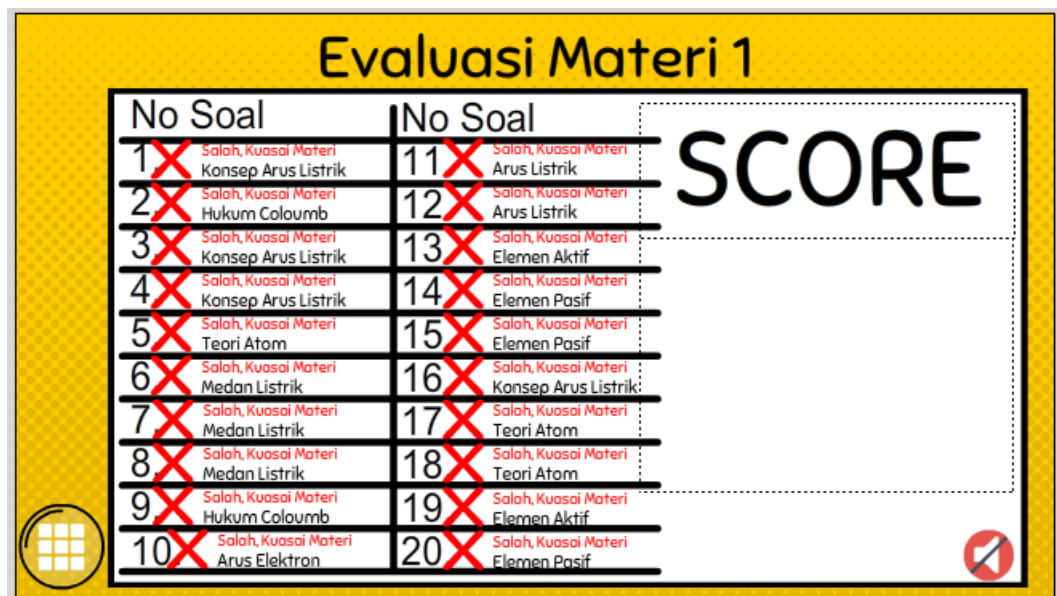 Evaluasi Materi 1
No Soal
1. Salah, Kuasai Materi
Konsep Arus Listrik
2. Salah, Kuasai Materi
Hukum Coloumb
3. Salah, Kuasai Materi
Konsep Arus Listrik
4. Salah, Kuasai Materi
Konsep Arus Listrik
5. Salah, Kuasai Materi
Teori Atom
6. Salah, Kuasai Materi
Medan Listrik
7. Salah, Kuasai Materi
Medan Listrik
8. Salah, Kuasai Materi
Medan Listrik
9. Salah, Kuasai Materi
Hukum Coloumb
10. Salah, Kuasai Materi
Arus Elektron
No Soal
11 Salah, Kuasai Materi
Arus Listrik
12 Salah, Kuasai Materi
Arus Listrik
13 Salah, Kuasai Materi
Elemen Aktif
14 Salah, Kuasai Materi
Elemen Pasif
15 Salah, Kuasai Materi
Elemen Pasif
16 Salah, Kuasai Materi
Konsep Arus Listrik
17 Salah, Kuasai Materi
Teori Atom
18 Salah, Kuasai Materi
Teori Atom
19 Salah, Kuasai Materi
Elemen Aktif
20 Salah, Kuasai Materi
Elemen Pasif
SCORE